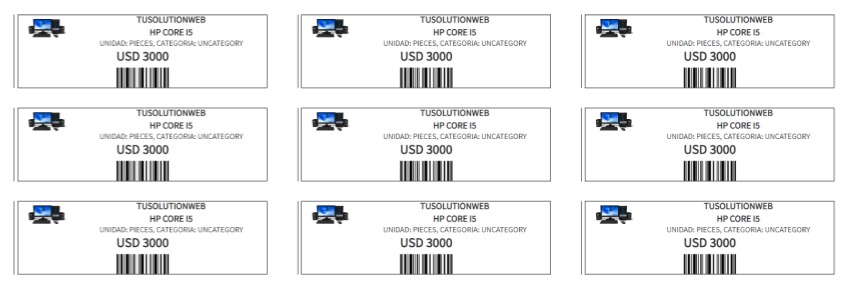 TUSOLUTIONWEB
HP CORE I5
UNIDAD: PIECES, CATEGORIA: UNCATEGORY
USD 3000
TUSOLUTIONWEB
HP CORE I5
UNIDAD: PIECES, CATEGORIA: UNCATEGORY
USD 3000
TUSOLUTIONWEB
HP CORE I5
UNIDAD: PIECES, CATEGORIA: UNCATEGORY
USD 3000
TUSOLUTIONWEB
HP CORE I5
UNIDAD: PIECES, CATEGORIA: UNCATEGORY
USD 3000
TUSOLUTIONWEB
HP CORE I5
UNIDAD: PIECES, CATEGORIA: UNCATEGORY
USD 3000
TUSOLUTIONWEB
HP CORE I5
UNIDAD: PIECES, CATEGORIA: UNCATEGORY
USD 3000
TUSOLUTIONWEB
HP CORE I5
UNIDAD: PIECES, CATEGORIA: UNCATEGORY
USD 3000
TUSOLUTIONWEB
HP CORE I5
UNIDAD: PIECES, CATEGORIA: UNCATEGORY
USD 3000
TUSOLUTIONWEB
HP CORE I5
UNIDAD: PIECES, CATEGORIA: UNCATEGORY
USD 3000